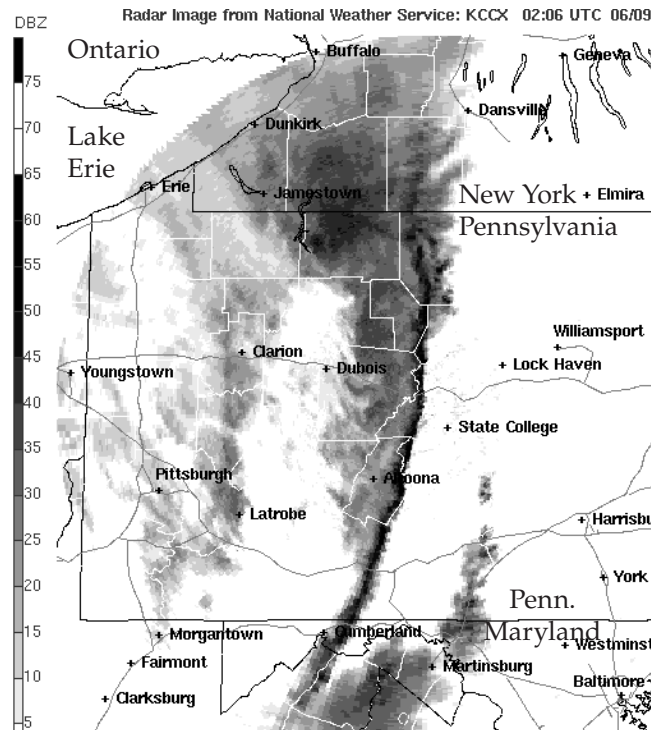 DBZ
Radar Image from National Weather Service: KCCX 02:06 UTC 06/09
75
70
65
60
55
50
45
40
35
30
25
20
15
10
5
Ontario
Buffalo
Geneva
Dansville
Dunkirk
Lake
Erie
Erie
Jamestown
New York
Elmira
Pennsylvania
Williamsport
Clarion
Lock Haven
Youngstown
Dubois
State College
Pittsburgh
Altoona
Latrobe
Harrisbu
York
Penn.
Maryland
Morgantown
Cumberland
Westminst
Fairmont
Martinsburg
Baltimore
Clarksburg